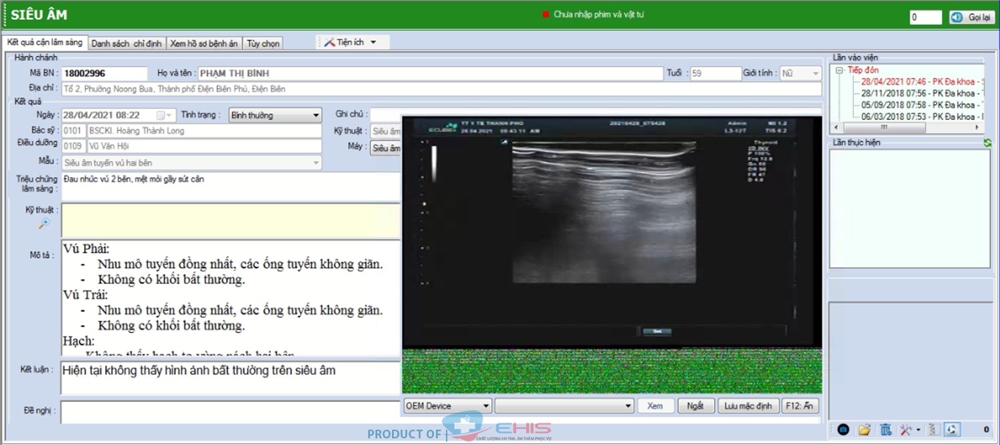 SIÊU ÂM
Chưa nhập phim và vật tư
0
Gọi lại
Kết quả cận lâm sàng Danh sách chỉ định Xem hồ sơ bệnh án Tùy chọn Tiện ích
Hành chánh
Mã BN : 18002996 Họ và tên : PHẠM THỊ BÌNH Tuổi : 59 Giới tính : Nữ
Địa chỉ : Tổ 2, Phường Noong Bua, Thành phố Điện Biên Phủ, Điện Biên
Kết quả
Ngày : 28/04/2021 08:22 Tình trạng : Bình thường Ghi chú :
Bác sỹ : 0101 BSCKI. Hoàng Thành Long Kỹ thuật : Siêu âm
Điều dưỡng 0109 Vũ Văn Hội Máy : Siêu âm
Mẫu : Siêu âm tuyến vú hai bên
Triệu chứng lâm sàng : Đau nhức vú 2 bên, mệt mỏi gầy sút cân
Kỹ thuật :
Mô tả :
Vú Phải:
- Nhu mô tuyến đồng nhất, các ống tuyến không giãn.
- Không có khối bất thường.
Vú Trái:
- Nhu mô tuyến đồng nhất, các ống tuyến không giãn.
- Không có khối bất thường.
Hạch:
Không thấy hạch to vùng nách hai bên
Kết luận : Hiện tại không thấy hình ảnh bất thường trên siêu âm
Đề nghị :
TT Y TE THANH PHO 20210428_075428 Admin MI 1.2
28.04.2021 08:43:11 AM L3-12T TIS 0.2
Thyroid
P 100%
Set
OEM Device Xem Ngắt Lưu mặc định F12: Ẩn
Lần vào viện
Tiếp đón
28/04/2021 07:46 - PK Đa khoa -
28/11/2018 07:56 - PK Đa khoa -
05/09/2018 07:58 - PK Đa khoa -
06/03/2018 07:53 - PK Đa khoa -
Lần thực hiện
0
PRODUCT OF EHIS
CHẤT LƯỢNG AN TÂM, ÂM THẦM PHỤC VỤ